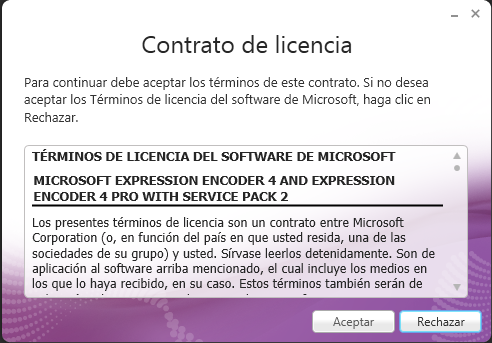 Contrato de licencia
Para continuar debe aceptar los términos de este contrato. Si no desea
aceptar los Términos de licencia del software de Microsoft, haga clic en
Rechazar.
TÉRMINOS DE LICENCIA DEL SOFTWARE DE MICROSOFT
MICROSOFT EXPRESSION ENCODER 4 AND EXPRESSION
ENCODER 4 PRO WITH SERVICE PACK 2
Los presentes términos de licencia son un contrato entre Microsoft
Corporation (o, en función del país en que usted resida, una de las
sociedades de su grupo) y usted. Sírvase leerlos detenidamente. Son de
aplicación al software arriba mencionado, el cual incluye los medios en
los que lo haya recibido, en su caso. Estos términos también serán de
Aceptar
Rechazar